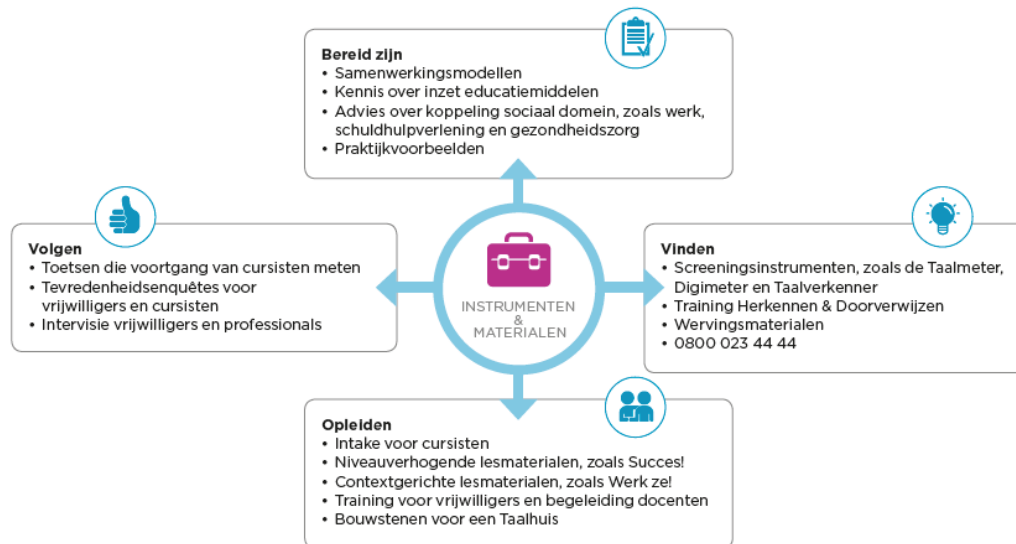 Bereid zijn
• Samenwerkingsmodellen
• Kennis over inzet educatiemiddelen
• Advies over koppeling sociaal domein, zoals werk,
schuldhulpverlening en gezondheidszorg
• Praktijkvoorbeelden
Volgen
• Toetsen die voortgang van cursisten meten
• Tevredenheidsenquêtes voor
vrijwilligers en cursisten
• Intervisie vrijwilligers en professionals
INSTRUMENTEN
&
MATERIALEN
Vinden
• Screeningsinstrumenten, zoals de Taalmeter,
Digimeter en Taalverkenner
• Training Herkennen & Doorverwijzen
• Wervingsmaterialen
• 0800 023 44 44
Opleiden
• Intake voor cursisten
• Niveauverhogende lesmaterialen, zoals Succes!
• Contextgerichte lesmaterialen, zoals Werk ze!
• Training voor vrijwilligers en begeleiding docenten
• Bouwstenen voor een Taalhuis